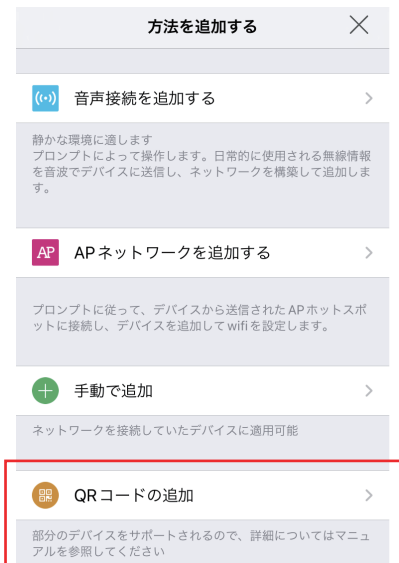 方法を追加する
音声接続を追加する
静かな環境に適します
プロンプトによって操作します。日常的に使用される無線情報
を音波でデバイスに送信し、ネットワークを構築して追加しま
す。
AP APネットワークを追加する
プロンプトに従って、デバイスから送信されたAPホットスポ
ットに接続し、デバイスを追加してwifiを設定します。
手動で追加
ネットワークを接続していたデバイスに適用可能
QRコードの追加
部分のデバイスをサポートされるので、詳細についてはマニュ
アルを参照してください